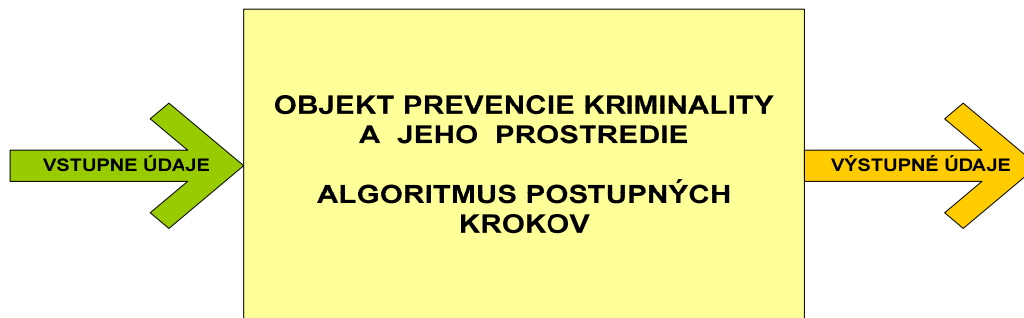 VSTUPNE ÚDAJE
OBJEKT PREVENCIE KRIMINALITY
A JEHO PROSTREDIE
ALGORITMUS POSTUPNÝCH
KROKOV
VÝSTUPNÉ ÚDAJE